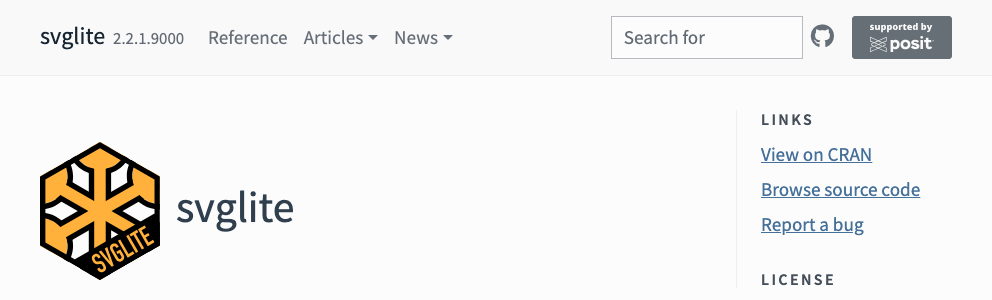 svglite 2.2.1.9000 Reference Articles News Search for supported by posit
LINKS
View on CRAN
Browse source code
Report a bug
svglite
SVGLITE
LICENSE